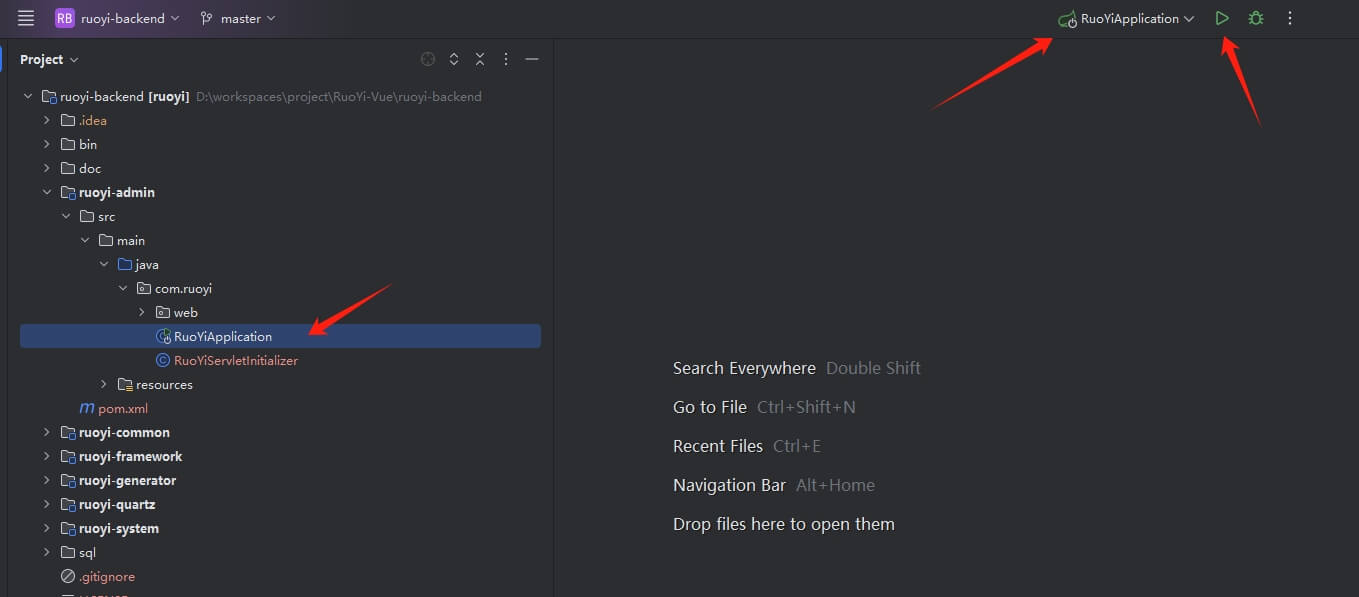 RB ruoyi-backend master RuoYiApplication
Project
ruoyi-backend [ruoyi] D:\workspaces\project\RuoYi-Vue\ruoyi-backend
.idea
bin
doc
ruoyi-admin
src
main
java
com.ruoyi
web
RuoYiApplication
RuoYiServletInitializer
resources
m pom.xml
ruoyi-common
ruoyi-framework
ruoyi-generator
ruoyi-quartz
ruoyi-system
sql
.gitignore
Search Everywhere Double Shift
Go to File Ctrl+Shift+N
Recent Files Ctrl+E
Navigation Bar Alt+Home
Drop files here to open them